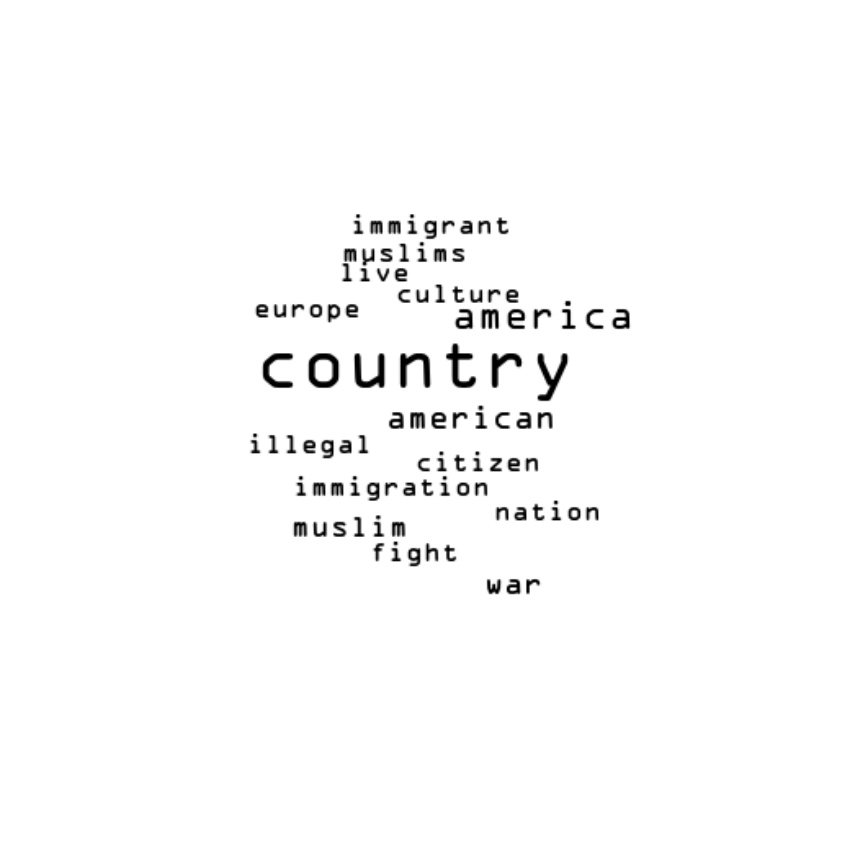 immigrant
muslims
live
culture
europe
america
country
american
illegal
citizen
immigration
nation
muslim
fight
war